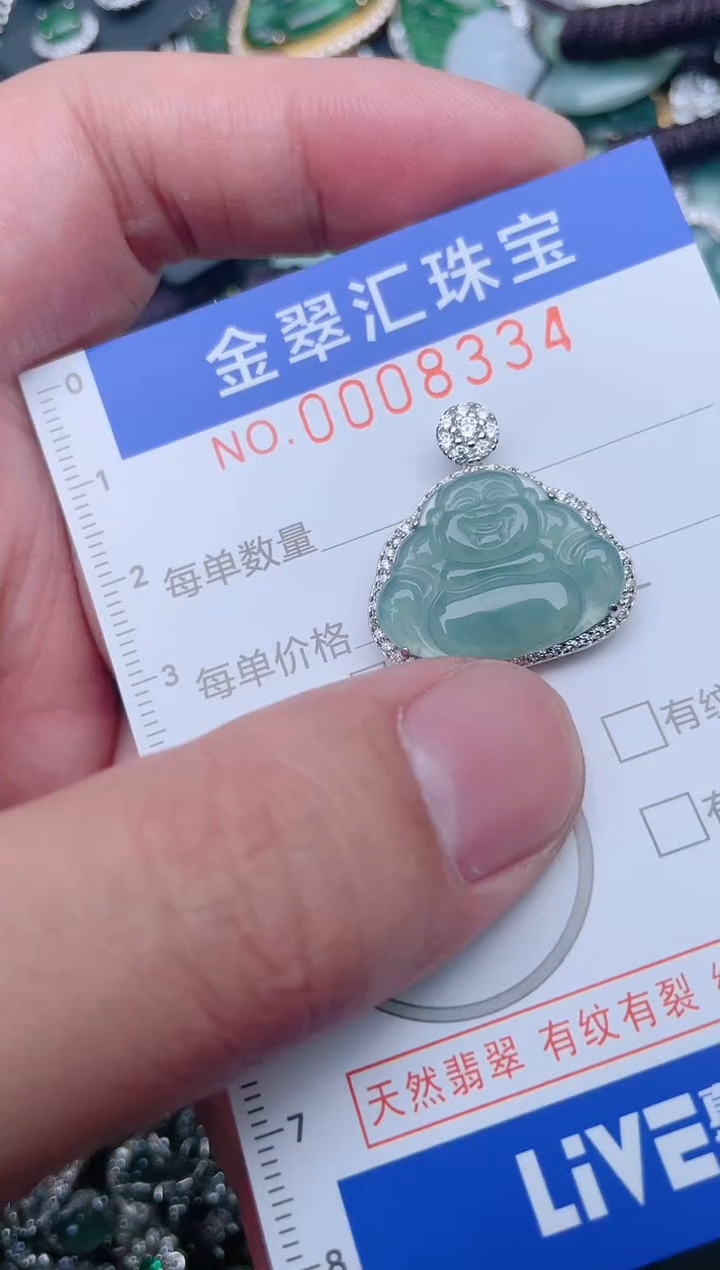 金翠汇珠宝
NO.0008334
0
1
2
3
每单数量
每单价格
有纹
有
天然翡翠 有纹有裂
7
8
LiVE